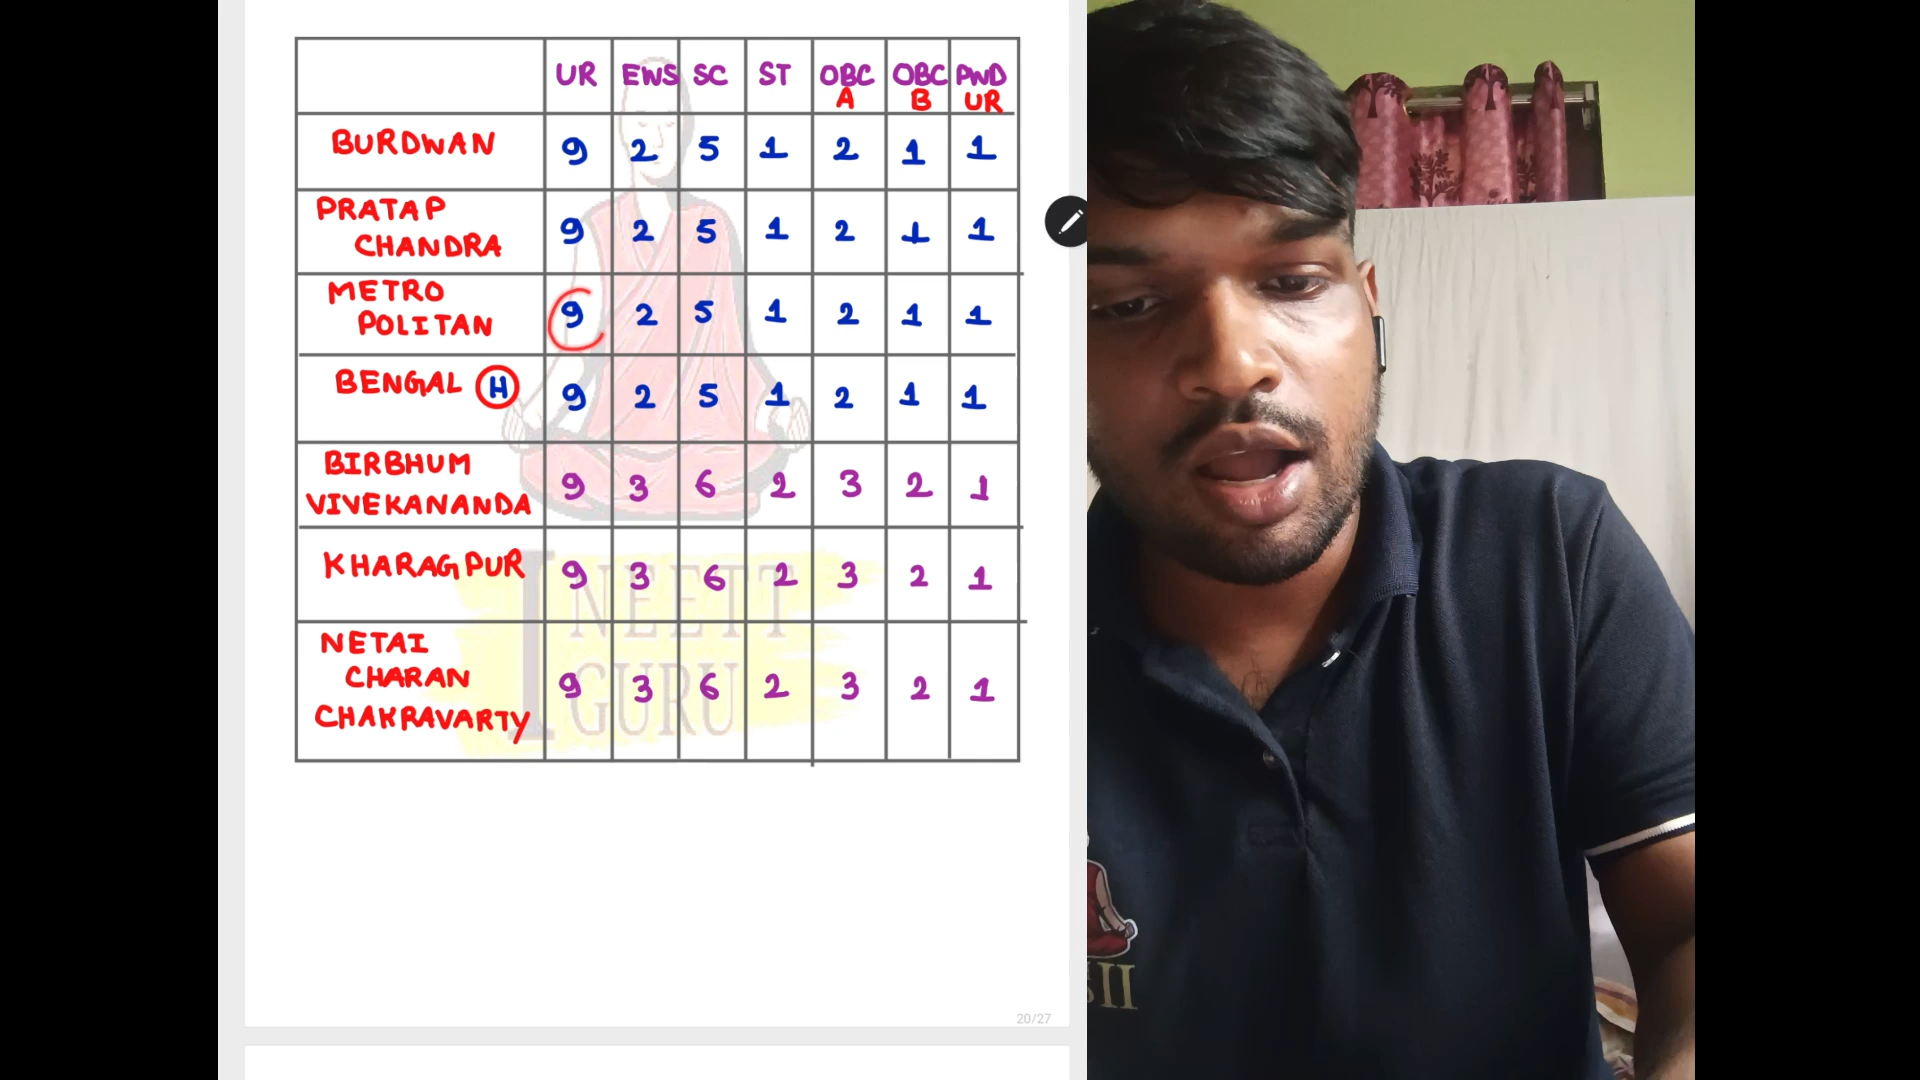 UR EWS SC ST OBC A OBC B PWD UR
BURDWAN 9 2 5 1 2 1 1
PRATAP CHANDRA 9 2 5 1 2 1 1
METRO POLITAN 9 2 5 1 2 1 1
BENGAL H 9 2 5 1 2 1 1
BIRBHUM VIVEKANANDA 9 3 6 2 3 2 1
KHARAGPUR 9 3 6 2 3 2 1
NETAI CHARAN CHAKRAVARTY 9 3 6 2 3 2 1
NEETT
GURU
20/27
II